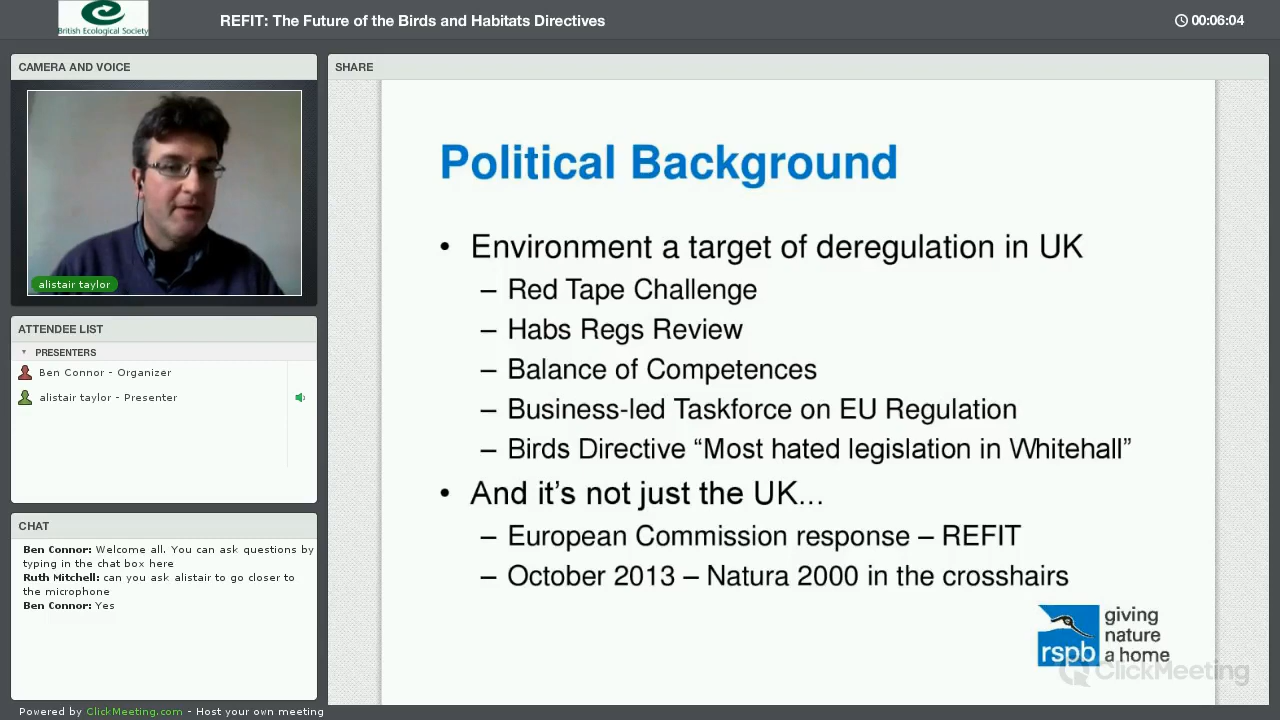 British Ecological Society
REFIT: The Future of the Birds and Habitats Directives
00:06:04
CAMERA AND VOICE
alistair taylor
ATTENDEE LIST
PRESENTERS
Ben Connor - Organizer
alistair taylor - Presenter
CHAT
Ben Connor: Welcome all. You can ask questions by
typing in the chat box here
Ruth Mitchell: can you ask alistair to go closer to
the microphone
Ben Connor: Yes
Powered by ClickMeeting.com - Host your own meeting
SHARE
Political Background
• Environment a target of deregulation in UK
– Red Tape Challenge
– Habs Regs Review
– Balance of Competences
– Business-led Taskforce on EU Regulation
– Birds Directive “Most hated legislation in Whitehall”
• And it’s not just the UK...
– European Commission response – REFIT
– October 2013 – Natura 2000 in the crosshairs
rspb
giving
nature
a home
ClickMeeting